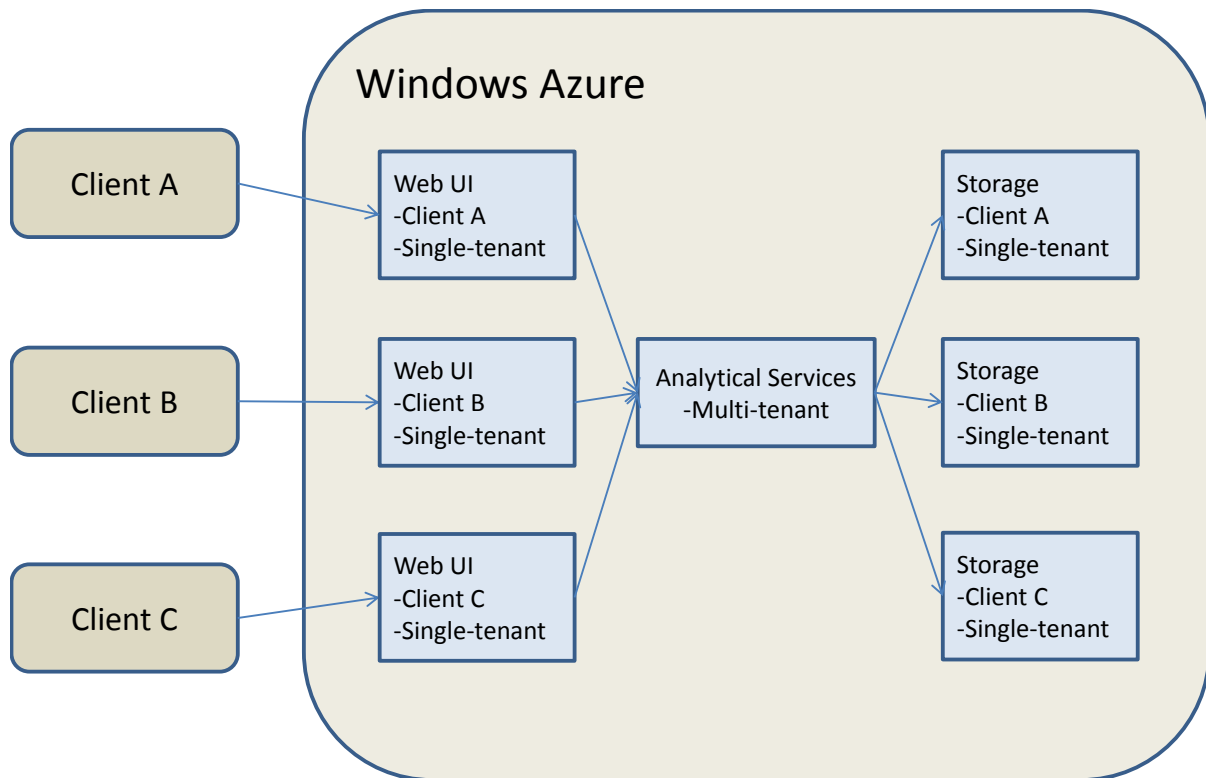 Windows Azure
Client A
Web UI
-Client A
-Single-tenant
Storage
-Client A
-Single-tenant
Client B
Web UI
-Client B
-Single-tenant
Analytical Services
-Multi-tenant
Storage
-Client B
-Single-tenant
Client C
Web UI
-Client C
-Single-tenant
Storage
-Client C
-Single-tenant